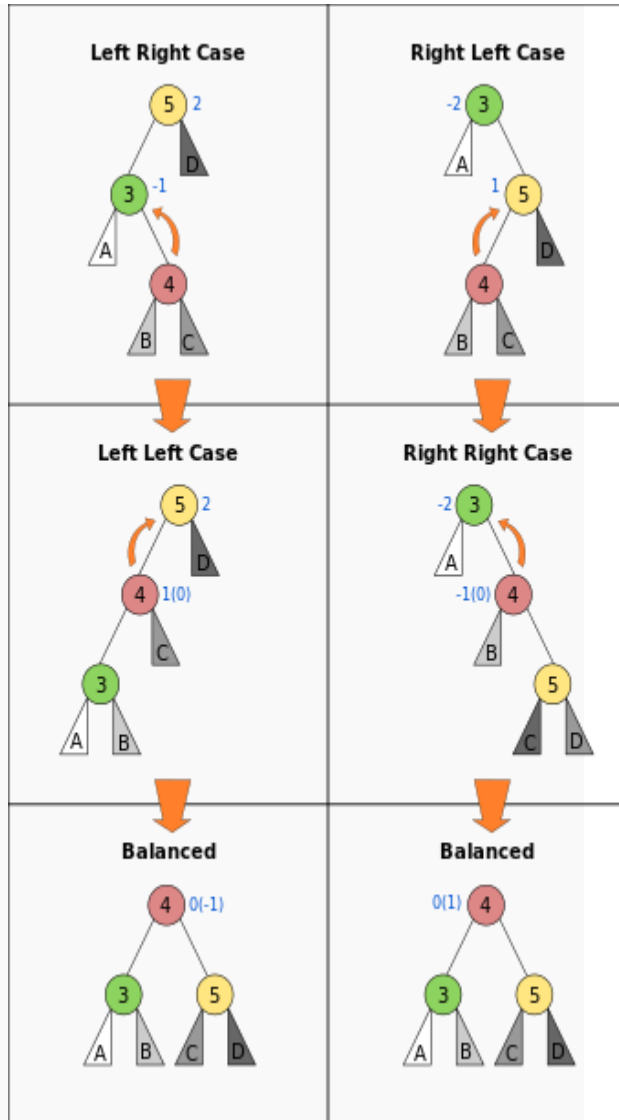 Left Right Case
5 2
D
3 -1
A
4
B C
Right Left Case
-2 3
A
1 5
D
4
B C
Left Left Case
5 2
D
4 1(0)
C
3
A B
Right Right Case
-2 3
A
-1(0) 4
B
5
C D
Balanced
4 0(-1)
3 5
A B C D
Balanced
0(1) 4
3 5
A B C D